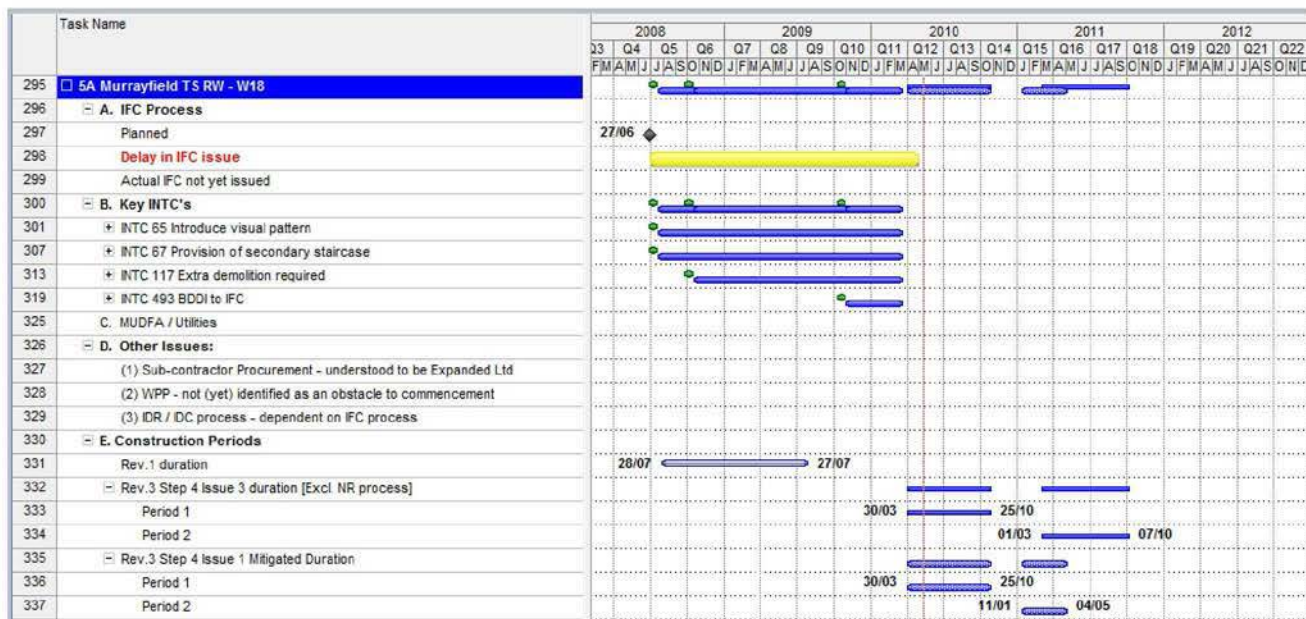 Task Name
2008 2009 2010 2011 2012
Q3 Q4 Q5 Q6 Q7 Q8 Q9 Q10 Q11 Q12 Q13 Q14 Q15 Q16 Q17 Q18 Q19 Q20 Q21 Q22
F M A M J J A S O N D J F M A M J J A S O N D J F M A M J J A S O N D J F M A M J J A S O N D J F M A M J J A S O N D
295 5A Murrayfield TS RW - W18
296 A. IFC Process
297 Planned 27/06
298 Delay in IFC issue
299 Actual IFC not yet issued
300 B. Key INTC's
301 INTC 65 Introduce visual pattern
307 INTC 67 Provision of secondary staircase
313 INTC 117 Extra demolition required
319 INTC 493 BDDI to IFC
325 C. MUDFA / Utilities
326 D. Other Issues:
327 (1) Sub-contractor Procurement - understood to be Expanded Ltd
328 (2) WPP - not (yet) identified as an obstacle to commencement
329 (3) IDR / IDC process - dependent on IFC process
330 E. Construction Periods
331 Rev.1 duration 28/07 27/07
332 Rev.3 Step 4 Issue 3 duration [Excl. NR process]
333 Period 1 30/03 25/10
334 Period 2 01/03 07/10
335 Rev.3 Step 4 Issue 1 Mitigated Duration
336 Period 1 30/03 25/10
337 Period 2 11/01 04/05